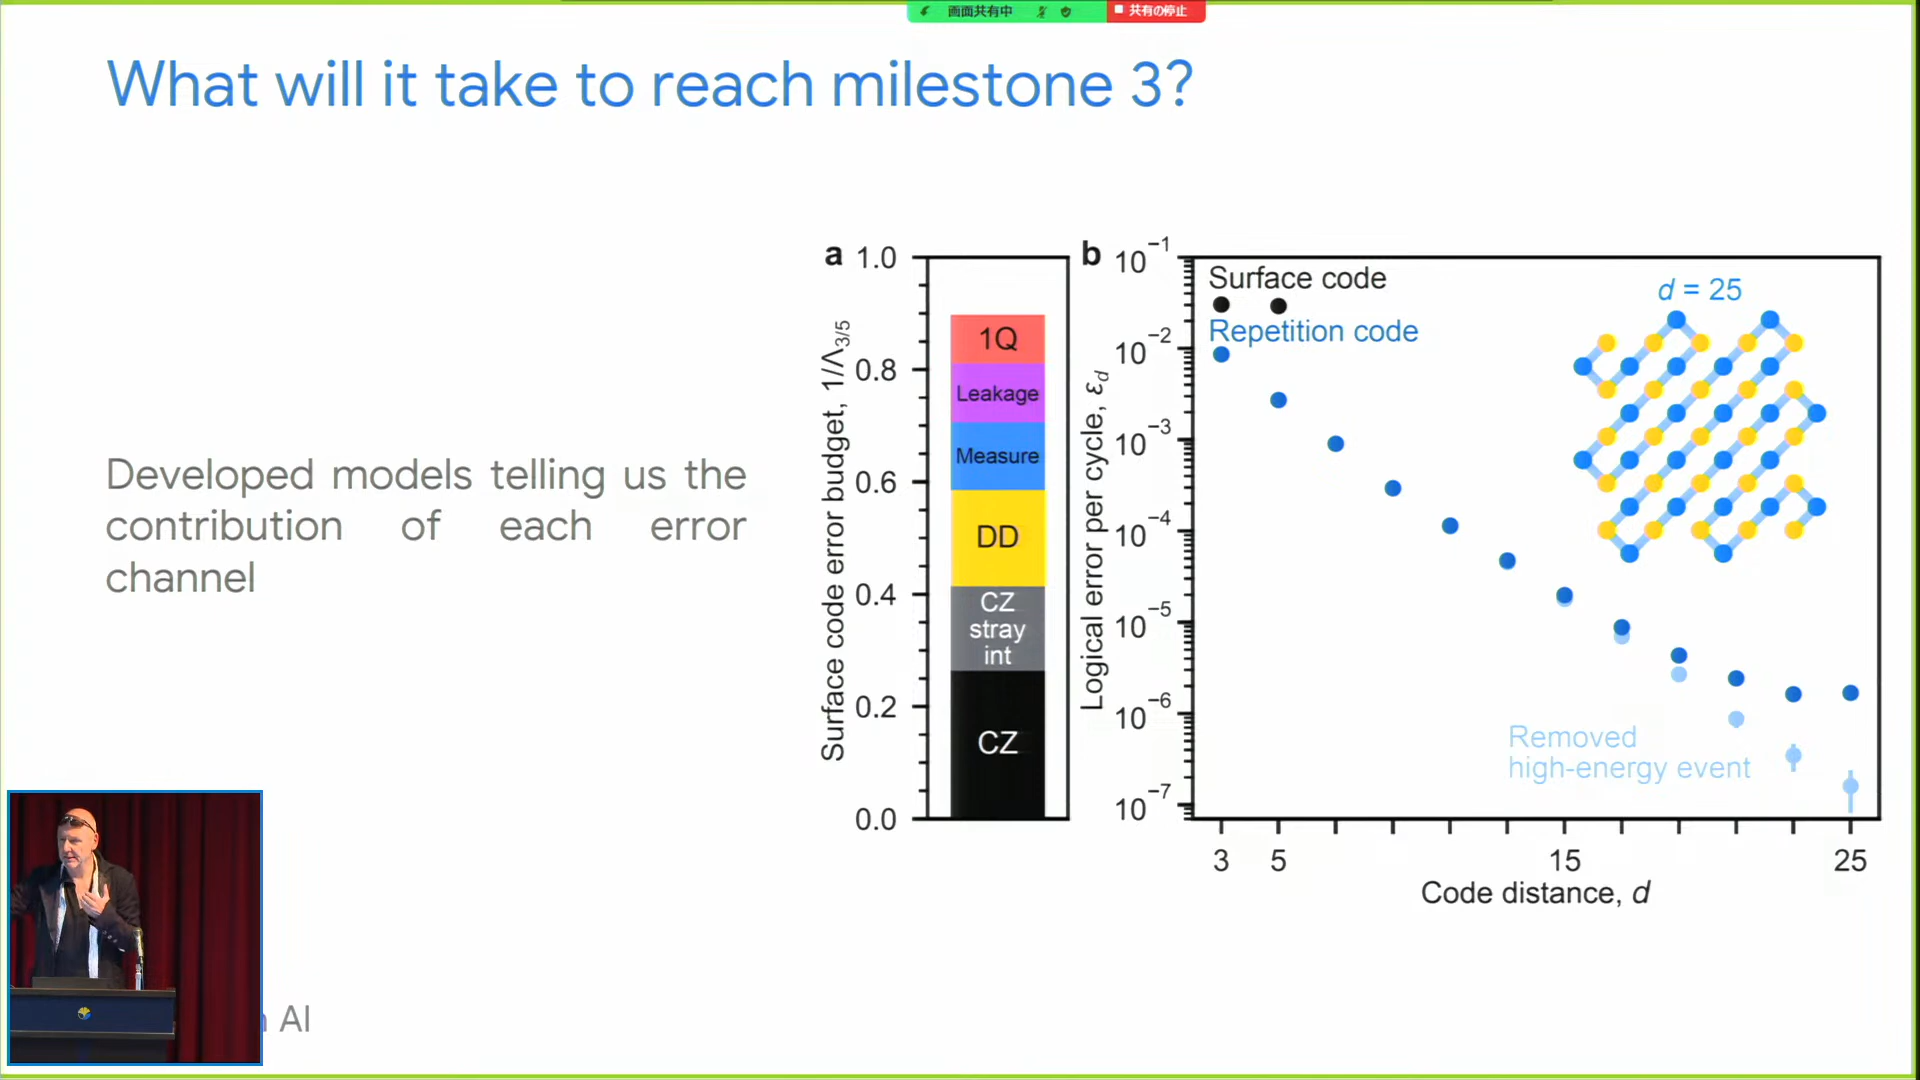 画面共有中
共有の停止
What will it take to reach milestone 3?
Developed models telling us the
contribution of each error
channel
a
Surface code error budget, 1/Λ3/5
1.0
0.8
0.6
0.4
0.2
0.0
1Q
Leakage
Measure
DD
CZ
stray
int
CZ
b
Logical error per cycle, εd
10−1
10−2
10−3
10−4
10−5
10−6
10−7
Surface code
Repetition code
d = 25
Removed
high-energy event
3 5 15 25
Code distance, d
AI